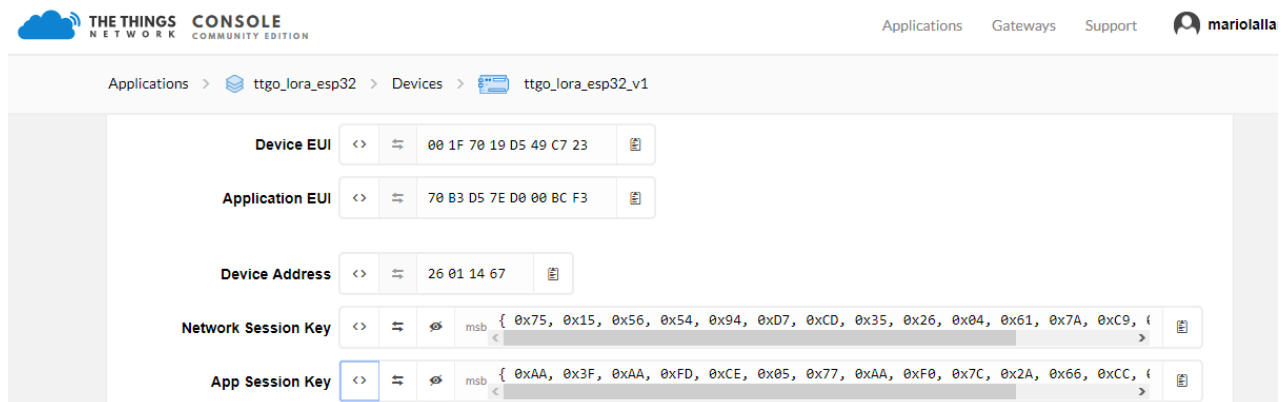 THE THINGS NETWORK CONSOLE COMMUNITY EDITION Applications Gateways Support mariolalla
Applications > ttgo_lora_esp32 > Devices > ttgo_lora_esp32_v1
Device EUI <> 00 1F 70 19 D5 49 C7 23
Application EUI <> 70 B3 D5 7E D0 00 BC F3
Device Address <> 26 01 14 67
Network Session Key <> msb { 0x75, 0x15, 0x56, 0x54, 0x94, 0xD7, 0xCD, 0x35, 0x26, 0x04, 0x61, 0x7A, 0xC9,
App Session Key <> msb { 0xAA, 0x3F, 0xAA, 0xFD, 0xCE, 0x05, 0x77, 0xAA, 0xF0, 0x7C, 0x2A, 0x66, 0xCC,